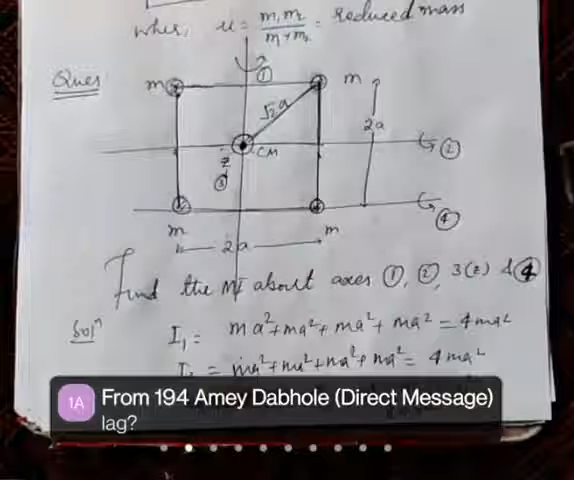 where, u = m₁m₂ / m₁+m₂ = reduced mass
Ques
①
m
m
√2a
2a
CM
②
z
③
④
m
m
2a
Find the MI about axes ①, ②, 3(z) & ④
Solⁿ
I₁ = ma²+ma²+ma²+ma² = 4ma²
= ma²+ma²+ma²+ma² = 4ma²
1A
From 194 Amey Dabhole (Direct Message)
lag?